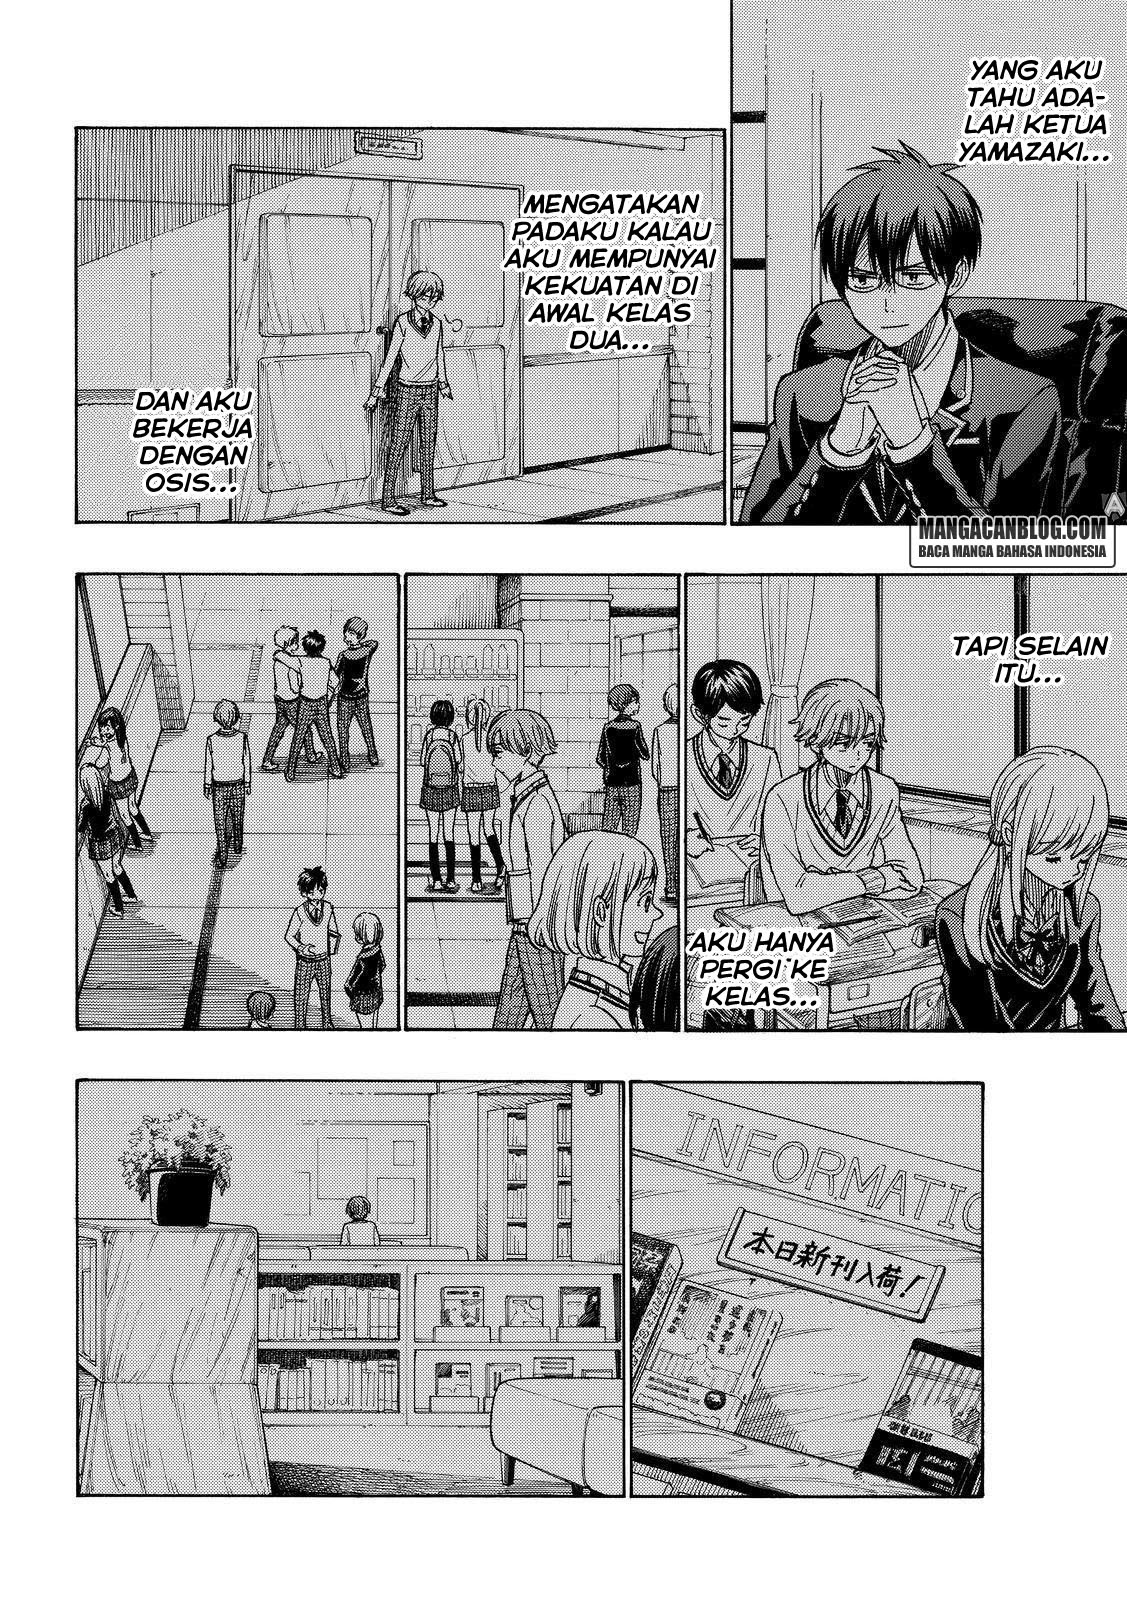 YANG AKU
TAHU ADA-
LAH KETUA
YAMAZAKI...
MENGATAKAN
PADAKU KALAU
AKU MEMPUNYAI
KEKUATAN DI
AWAL KELAS
DUA...
DAN AKU
BEKERJA
DENGAN
OSIS...
MANGACANBLOG.COM
BACA MANGA BAHASA INDONESIA
TAPI SELAIN
ITU...
AKU HANYA
PERGI KE
KELAS...
INFORMATIO
本日新刊入荷!